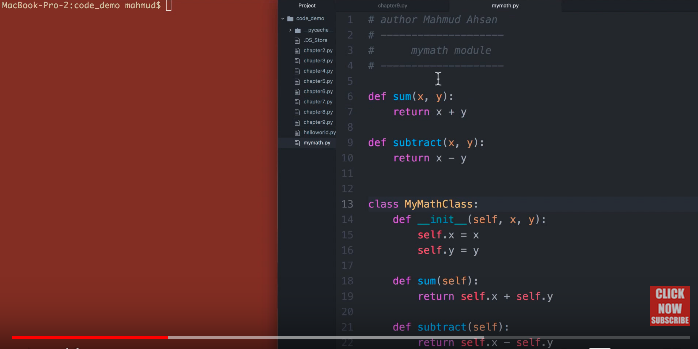 MacBook-Pro-Z:code_demo mahmud$
Project
chapter9.py
mymath.py
code_demo
__pycache__
.DS_Store
chapter2.py
chapter3.py
chapter4.py
chapter5.py
chapter6.py
chapter7.py
chapter8.py
chapter9.py
helloworld.py
mymath.py
1 # author Mahmud Ahsan
2 # --------------------
3 #      mymath module
4 # --------------------
5
6 def sum(x, y):
7     return x + y
8
9 def subtract(x, y):
10     return x - y
11
12
13 class MyMathClass:
14     def __init__(self, x, y):
15         self.x = x
16         self.y = y
17
18     def sum(self):
19         return self.x + self.y
20
21     def subtract(self):
22         return self.x - self.y
CLICK
NOW
SUBSCRIBE